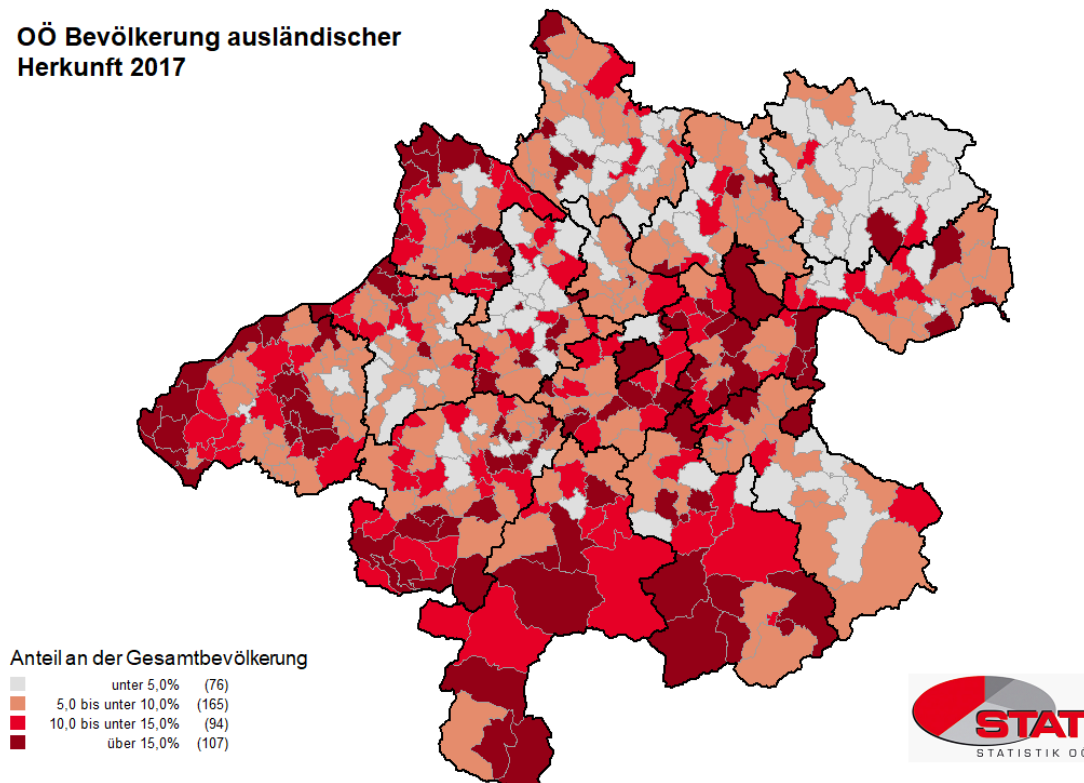 OÖ Bevölkerung ausländischer
Herkunft 2017
Anteil an der Gesamtbevölkerung
unter 5,0% (76)
5,0 bis unter 10,0% (165)
10,0 bis unter 15,0% (94)
über 15,0% (107)
STAT
STATISTIK OÖ